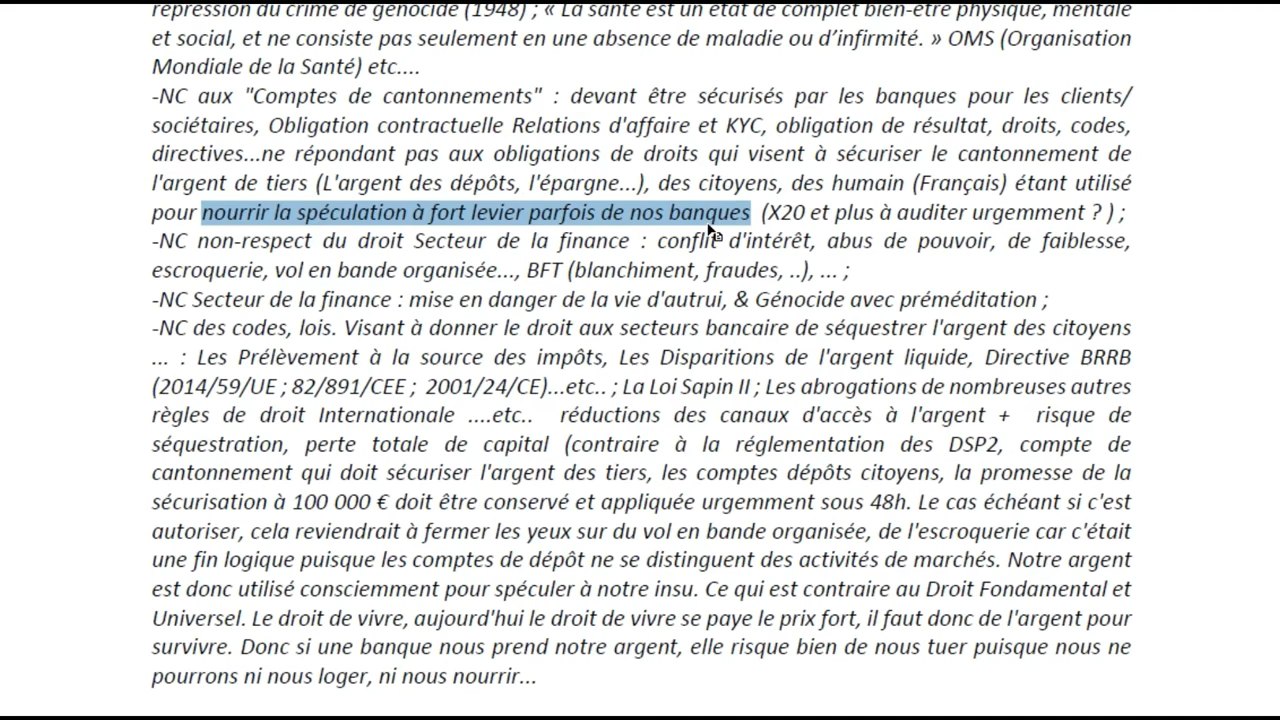 répression du crime de génocide (1948) ; « La santé est un état de complet bien-être physique, mentale
et social, et ne consiste pas seulement en une absence de maladie ou d’infirmité. » OMS (Organisation
Mondiale de la Santé) etc....
-NC aux "Comptes de cantonnements" : devant être sécurisés par les banques pour les clients/
sociétaires, Obligation contractuelle Relations d'affaire et KYC, obligation de résultat, droits, codes,
directives...ne répondant pas aux obligations de droits qui visent à sécuriser le cantonnement de
l'argent de tiers (L'argent des dépôts, l'épargne...), des citoyens, des humain (Français) étant utilisé
pour nourrir la spéculation à fort levier parfois de nos banques (X20 et plus à auditer urgemment ? ) ;
-NC non-respect du droit Secteur de la finance : conflit d'intérêt, abus de pouvoir, de faiblesse,
escroquerie, vol en bande organisée..., BFT (blanchiment, fraudes, ..), ... ;
-NC Secteur de la finance : mise en danger de la vie d'autrui, & Génocide avec préméditation ;
-NC des codes, lois. Visant à donner le droit aux secteurs bancaire de séquestrer l'argent des citoyens
... : Les Prélèvement à la source des impôts, Les Disparitions de l'argent liquide, Directive BRRB
(2014/59/UE ; 82/891/CEE ; 2001/24/CE)...etc.. ; La Loi Sapin II ; Les abrogations de nombreuses autres
règles de droit Internationale ....etc.. réductions des canaux d'accès à l'argent + risque de
séquestration, perte totale de capital (contraire à la réglementation des DSP2, compte de
cantonnement qui doit sécuriser l'argent des tiers, les comptes dépôts citoyens, la promesse de la
sécurisation à 100 000 € doit être conservé et appliquée urgemment sous 48h. Le cas échéant si c'est
autoriser, cela reviendrait à fermer les yeux sur du vol en bande organisée, de l'escroquerie car c'était
une fin logique puisque les comptes de dépôt ne se distinguent des activités de marchés. Notre argent
est donc utilisé consciemment pour spéculer à notre insu. Ce qui est contraire au Droit Fondamental et
Universel. Le droit de vivre, aujourd'hui le droit de vivre se paye le prix fort, il faut donc de l'argent pour
survivre. Donc si une banque nous prend notre argent, elle risque bien de nous tuer puisque nous ne
pourrons ni nous loger, ni nous nourrir...